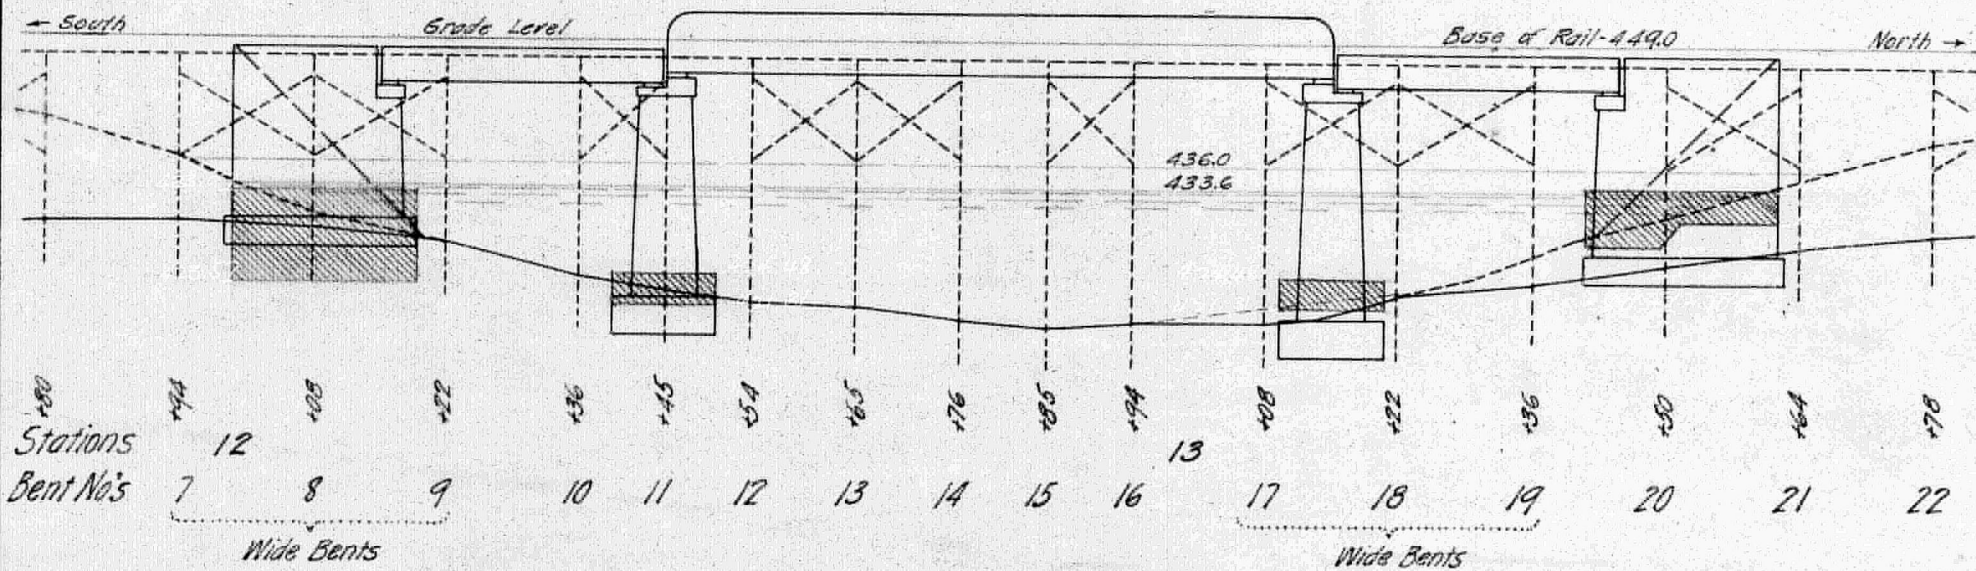 ← South
Grade Level
Base of Rail-449.0
North →
436.0
433.6
+80 +94 +08 +22 +36 +45 +54 +65 +76 +85 +94 +08 +22 +36 +50 +64 +78
Stations 12 13
Bent No's 7 8 9 10 11 12 13 14 15 16 17 18 19 20 21 22
Wide Bents Wide Bents